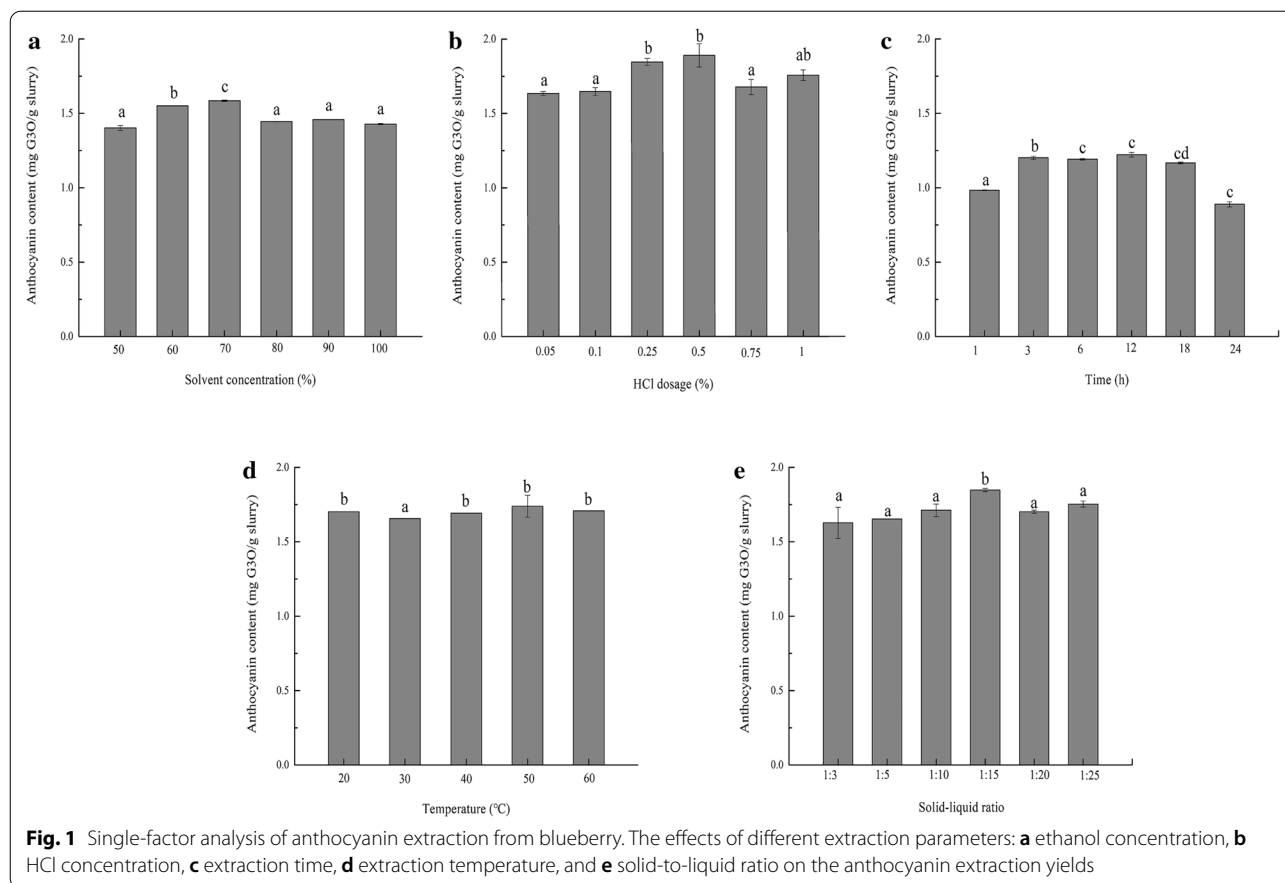 a
b
c
2.0
1.5
1.0
0.5
0.0
Anthocyanin content (mg G3O/g slurry)
a b c a a a
50 60 70 80 90 100
Solvent concentration (%)
2.0
1.5
1.0
0.5
0.0
Anthocyanin content (mg G3O/g slurry)
a a b b a ab
0.05 0.1 0.25 0.5 0.75 1
HCl dosage (%)
2.0
1.5
1.0
0.5
0.0
Anthocyanin content (mg G3O/g slurry)
a b c c cd c
1 3 6 12 18 24
Time (h)
d
e
2.0
1.5
1.0
0.5
0.0
Anthocyanin content (mg G3O/g slurry)
b a b b b
20 30 40 50 60
Temperature (℃)
2.0
1.5
1.0
0.5
0.0
Anthocyanin content (mg G3O/g slurry)
a a a b a a
1:3 1:5 1:10 1:15 1:20 1:25
Solid-liquid ratio
Fig. 1 Single-factor analysis of anthocyanin extraction from blueberry. The effects of different extraction parameters: a ethanol concentration, b
HCl concentration, c extraction time, d extraction temperature, and e solid-to-liquid ratio on the anthocyanin extraction yields